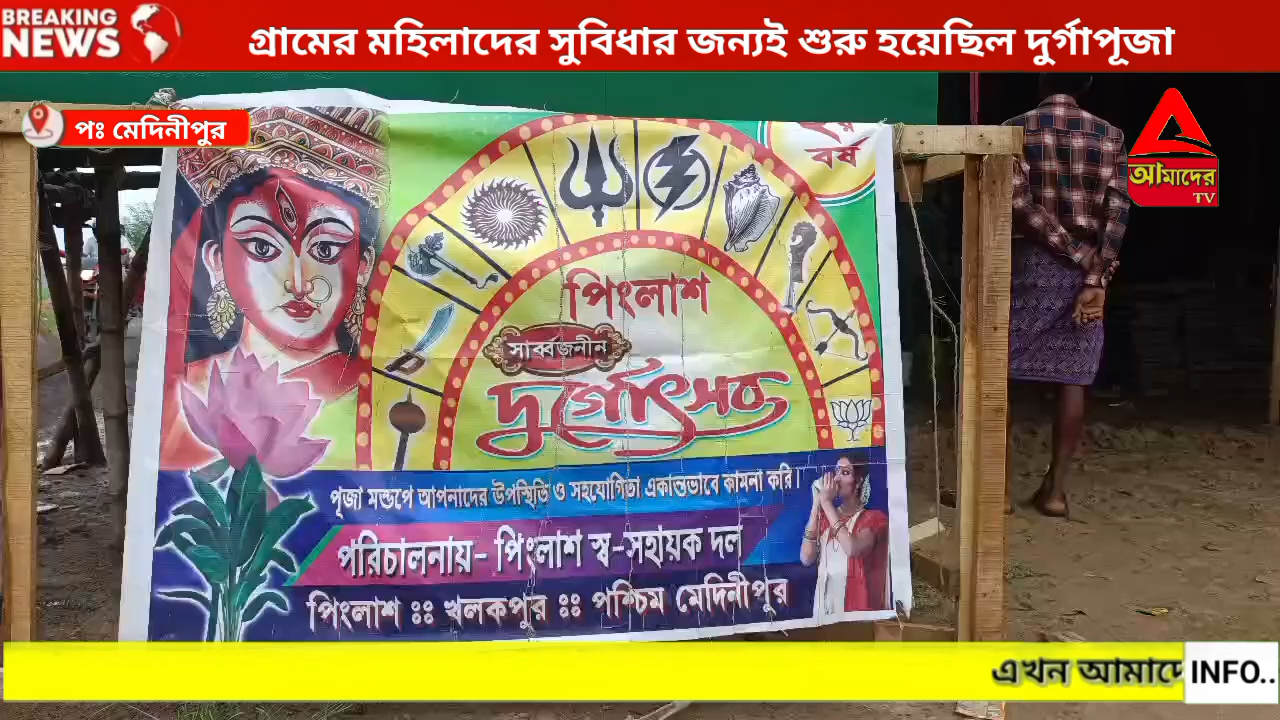 BREAKING
NEWS
গ্রামের মহিলাদের সুবিধার জন্যই শুরু হয়েছিল দুর্গাপূজা
পঃ মেদিনীপুর
বর্ষ
আমাদের
TV
পিংলাশ
সার্ব্বজনীন
দুর্গোৎসব
পূজা মন্ডপে আপনাদের উপস্থিতি ও সহযোগিতা একান্তভাবে কামনা করি।
পরিচালনায়- পিংলাশ স্ব-সহায়ক দল
পিংলাশ ঃঃ খলকপুর ঃঃ পশ্চিম মেদিনীপুর
এখন আমাদে
INFO..